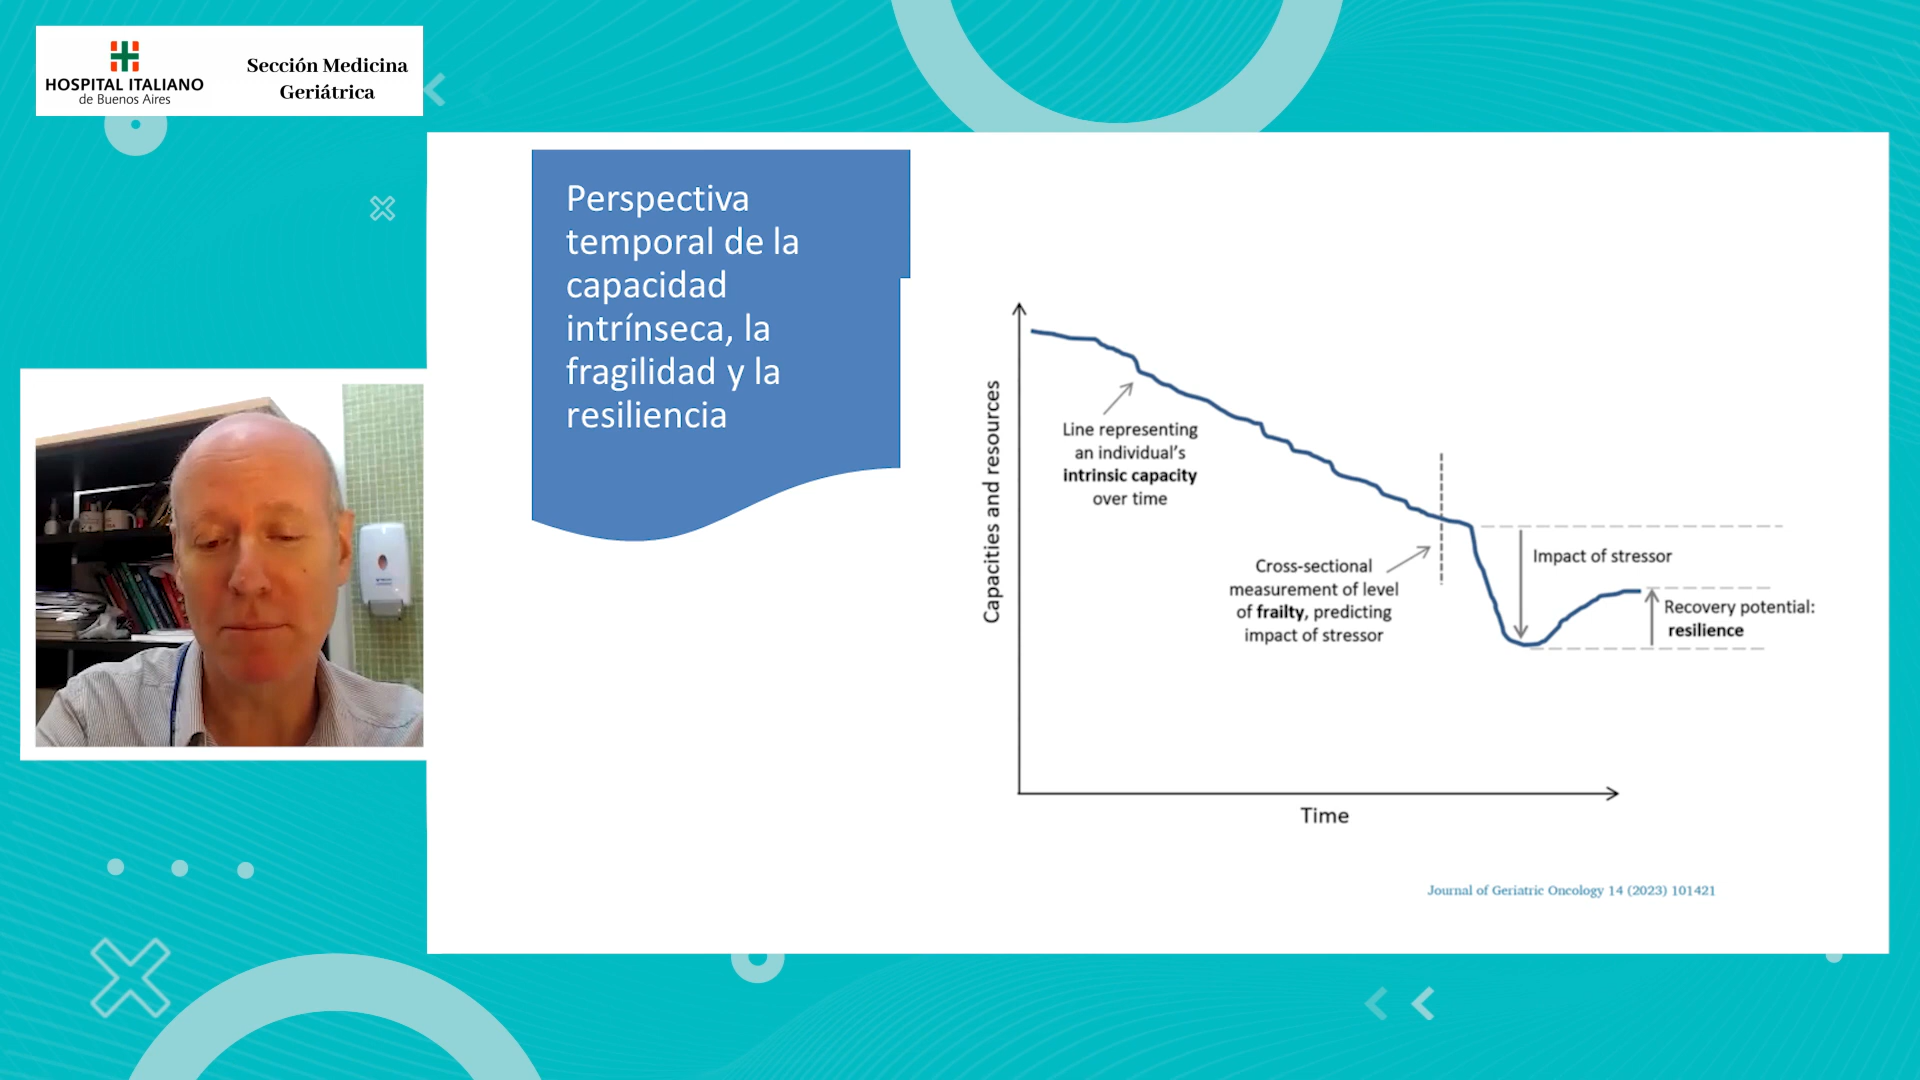 HOSPITAL ITALIANO
de Buenos Aires
Sección Medicina
Geriátrica
Perspectiva
temporal de la
capacidad
intrínseca, la
fragilidad y la
resiliencia
Capacities and resources
Line representing
an individual's
intrinsic capacity
over time
Cross-sectional
measurement of level
of frailty, predicting
impact of stressor
Impact of stressor
Recovery potential:
resilience
Time
Journal of Geriatric Oncology 14 (2023) 101421